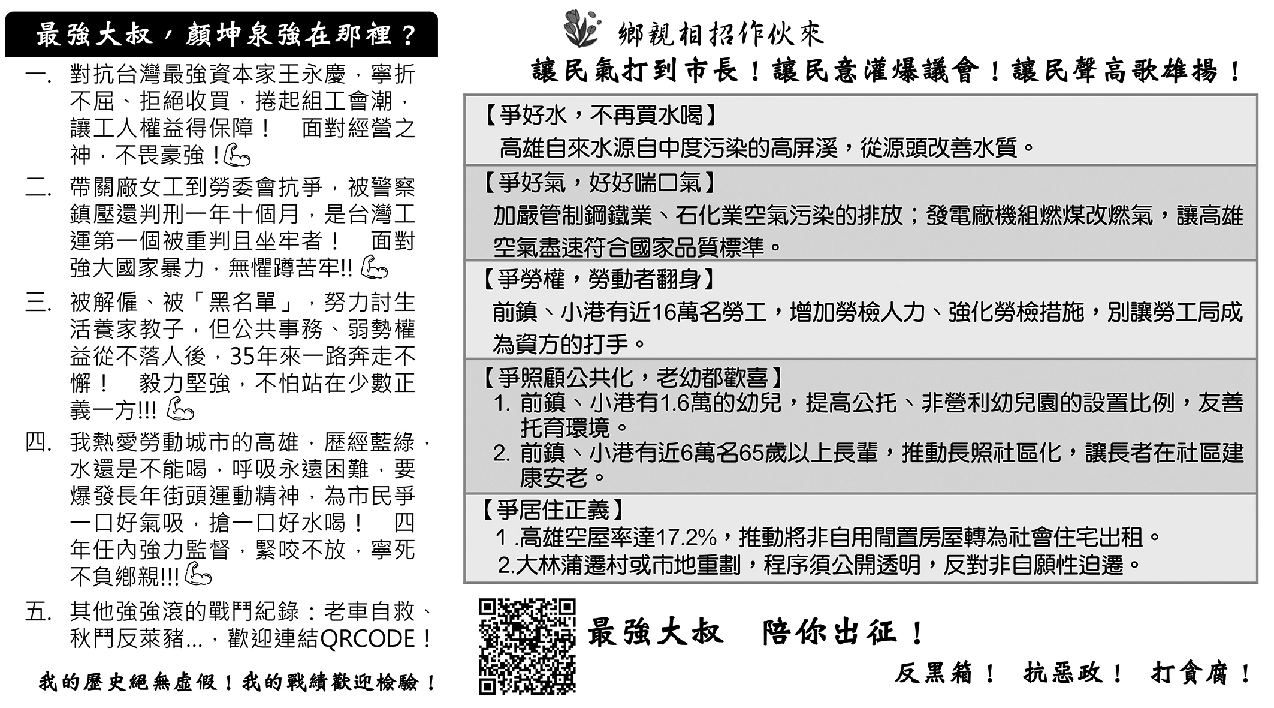 最強大叔，顏坤泉強在那裡？
一. 對抗台灣最強資本家王永慶，寧折
不屈、拒絕收買，捲起組工會潮，
讓工人權益得保障！ 面對經營之
神，不畏豪強！
二. 帶關廠女工到勞委會抗爭，被警察
鎮壓還判刑一年十個月，是台灣工
運第一個被重判且坐牢者！ 面對
強大國家暴力，無懼蹲苦牢!!
三. 被解僱、被「黑名單」，努力討生
活養家教子，但公共事務、弱勢權
益從不落人後，35年來一路奔走不
懈！ 毅力堅強，不怕站在少數正
義一方!!!
四. 我熱愛勞動城市的高雄，歷經藍綠，
水還是不能喝，呼吸永遠困難，要
爆發長年街頭運動精神，為市民爭
一口好氣吸，搶一口好水喝！ 四
年任內強力監督，緊咬不放，寧死
不負鄉親!!!
五. 其他強強滾的戰鬥紀錄：老車自救、
秋鬥反萊豬...，歡迎連結QRCODE！
我的歷史絕無虛假！我的戰績歡迎檢驗！
鄉親相招作伙來
讓民氣打到市長！讓民意灌爆議會！讓民聲高歌雄揚！
【爭好水，不再買水喝】
高雄自來水源自中度污染的高屏溪，從源頭改善水質。
【爭好氣，好好喘口氣】
加嚴管制鋼鐵業、石化業空氣污染的排放；發電廠機組燃煤改燃氣，讓高雄
空氣盡速符合國家品質標準。
【爭勞權，勞動者翻身】
前鎮、小港有近16萬名勞工，增加勞檢人力、強化勞檢措施，別讓勞工局成
為資方的打手。
【爭照顧公共化，老幼都歡喜】
1. 前鎮、小港有1.6萬的幼兒，提高公托、非營利幼兒園的設置比例，友善
托育環境。
2. 前鎮、小港有近6萬名65歲以上長輩，推動長照社區化，讓長者在社區建
康安老。
【爭居住正義】
1.高雄空屋率達17.2%，推動將非自用閒置房屋轉為社會住宅出租。
2.大林蒲遷村或市地重劃，程序須公開透明，反對非自願性迫遷。
最強大叔 陪你出征！
反黑箱！ 抗惡政！ 打貪腐！